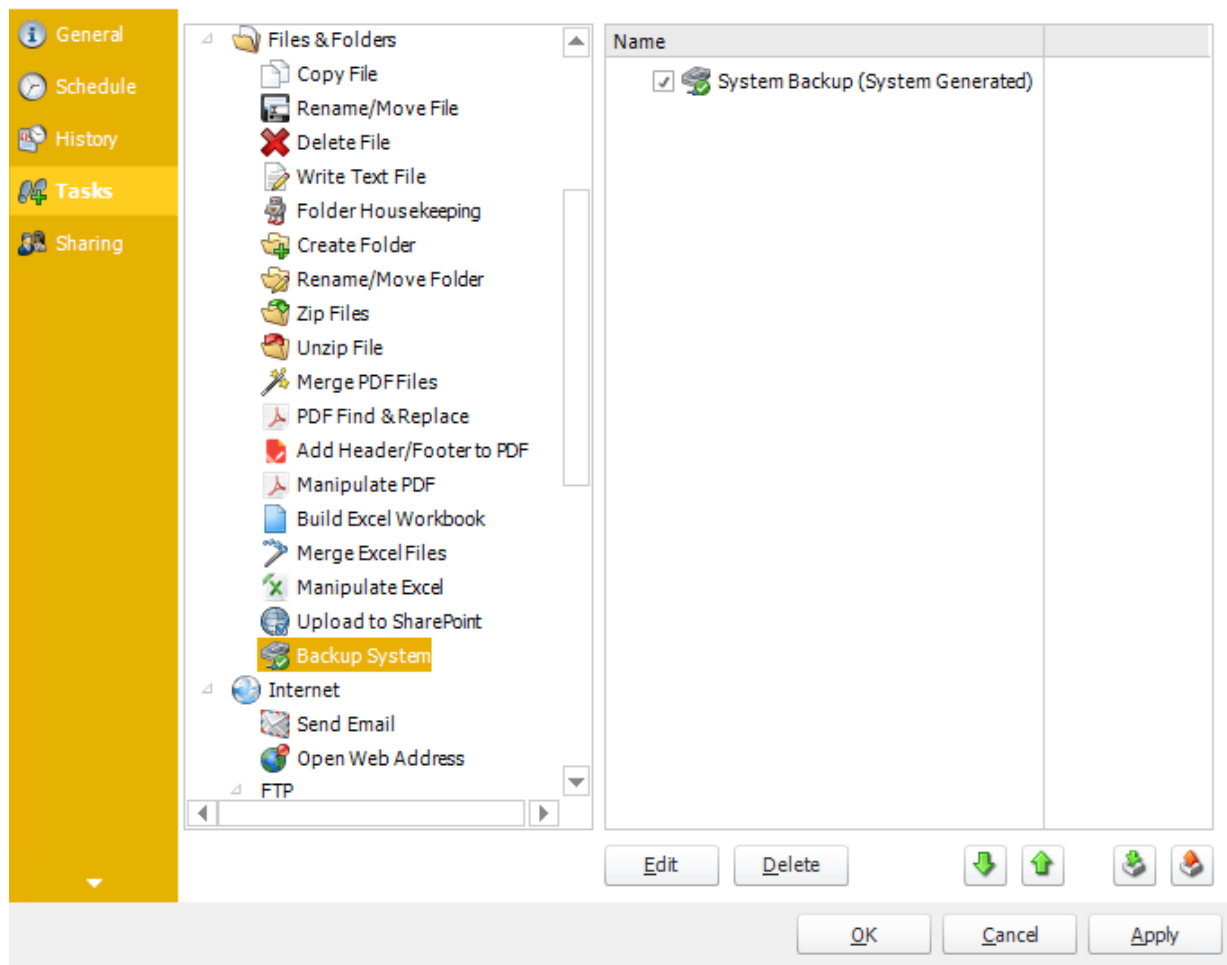 General
Schedule
History
Tasks
Sharing
Files & Folders
Copy File
Rename/Move File
Delete File
Write Text File
Folder Housekeeping
Create Folder
Rename/Move Folder
Zip Files
Unzip File
Merge PDF Files
PDF Find & Replace
Add Header/Footer to PDF
Manipulate PDF
Build Excel Workbook
Merge Excel Files
Manipulate Excel
Upload to SharePoint
Backup System
Internet
Send Email
Open Web Address
FTP
Name
System Backup (System Generated)
Edit Delete
OK Cancel Apply